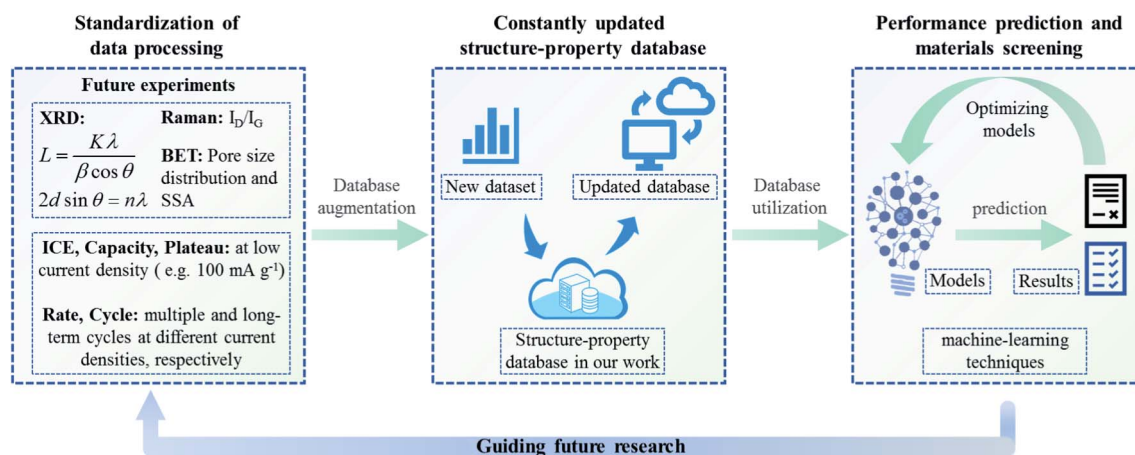 Standardization of
data processing
Future experiments
XRD:
L = Kλ / β cos θ
2d sin θ = nλ
Raman: I_D/I_G
BET: Pore size
distribution and
SSA
ICE, Capacity, Plateau: at low
current density ( e.g. 100 mA g⁻¹)
Rate, Cycle: multiple and long-
term cycles at different current
densities, respectively
Database
augmentation
Constantly updated
structure-property database
New dataset
Updated database
Structure-property
database in our work
Database
utilization
Performance prediction and
materials screening
Optimizing
models
prediction
Models
Results
machine-learning
techniques
Guiding future research